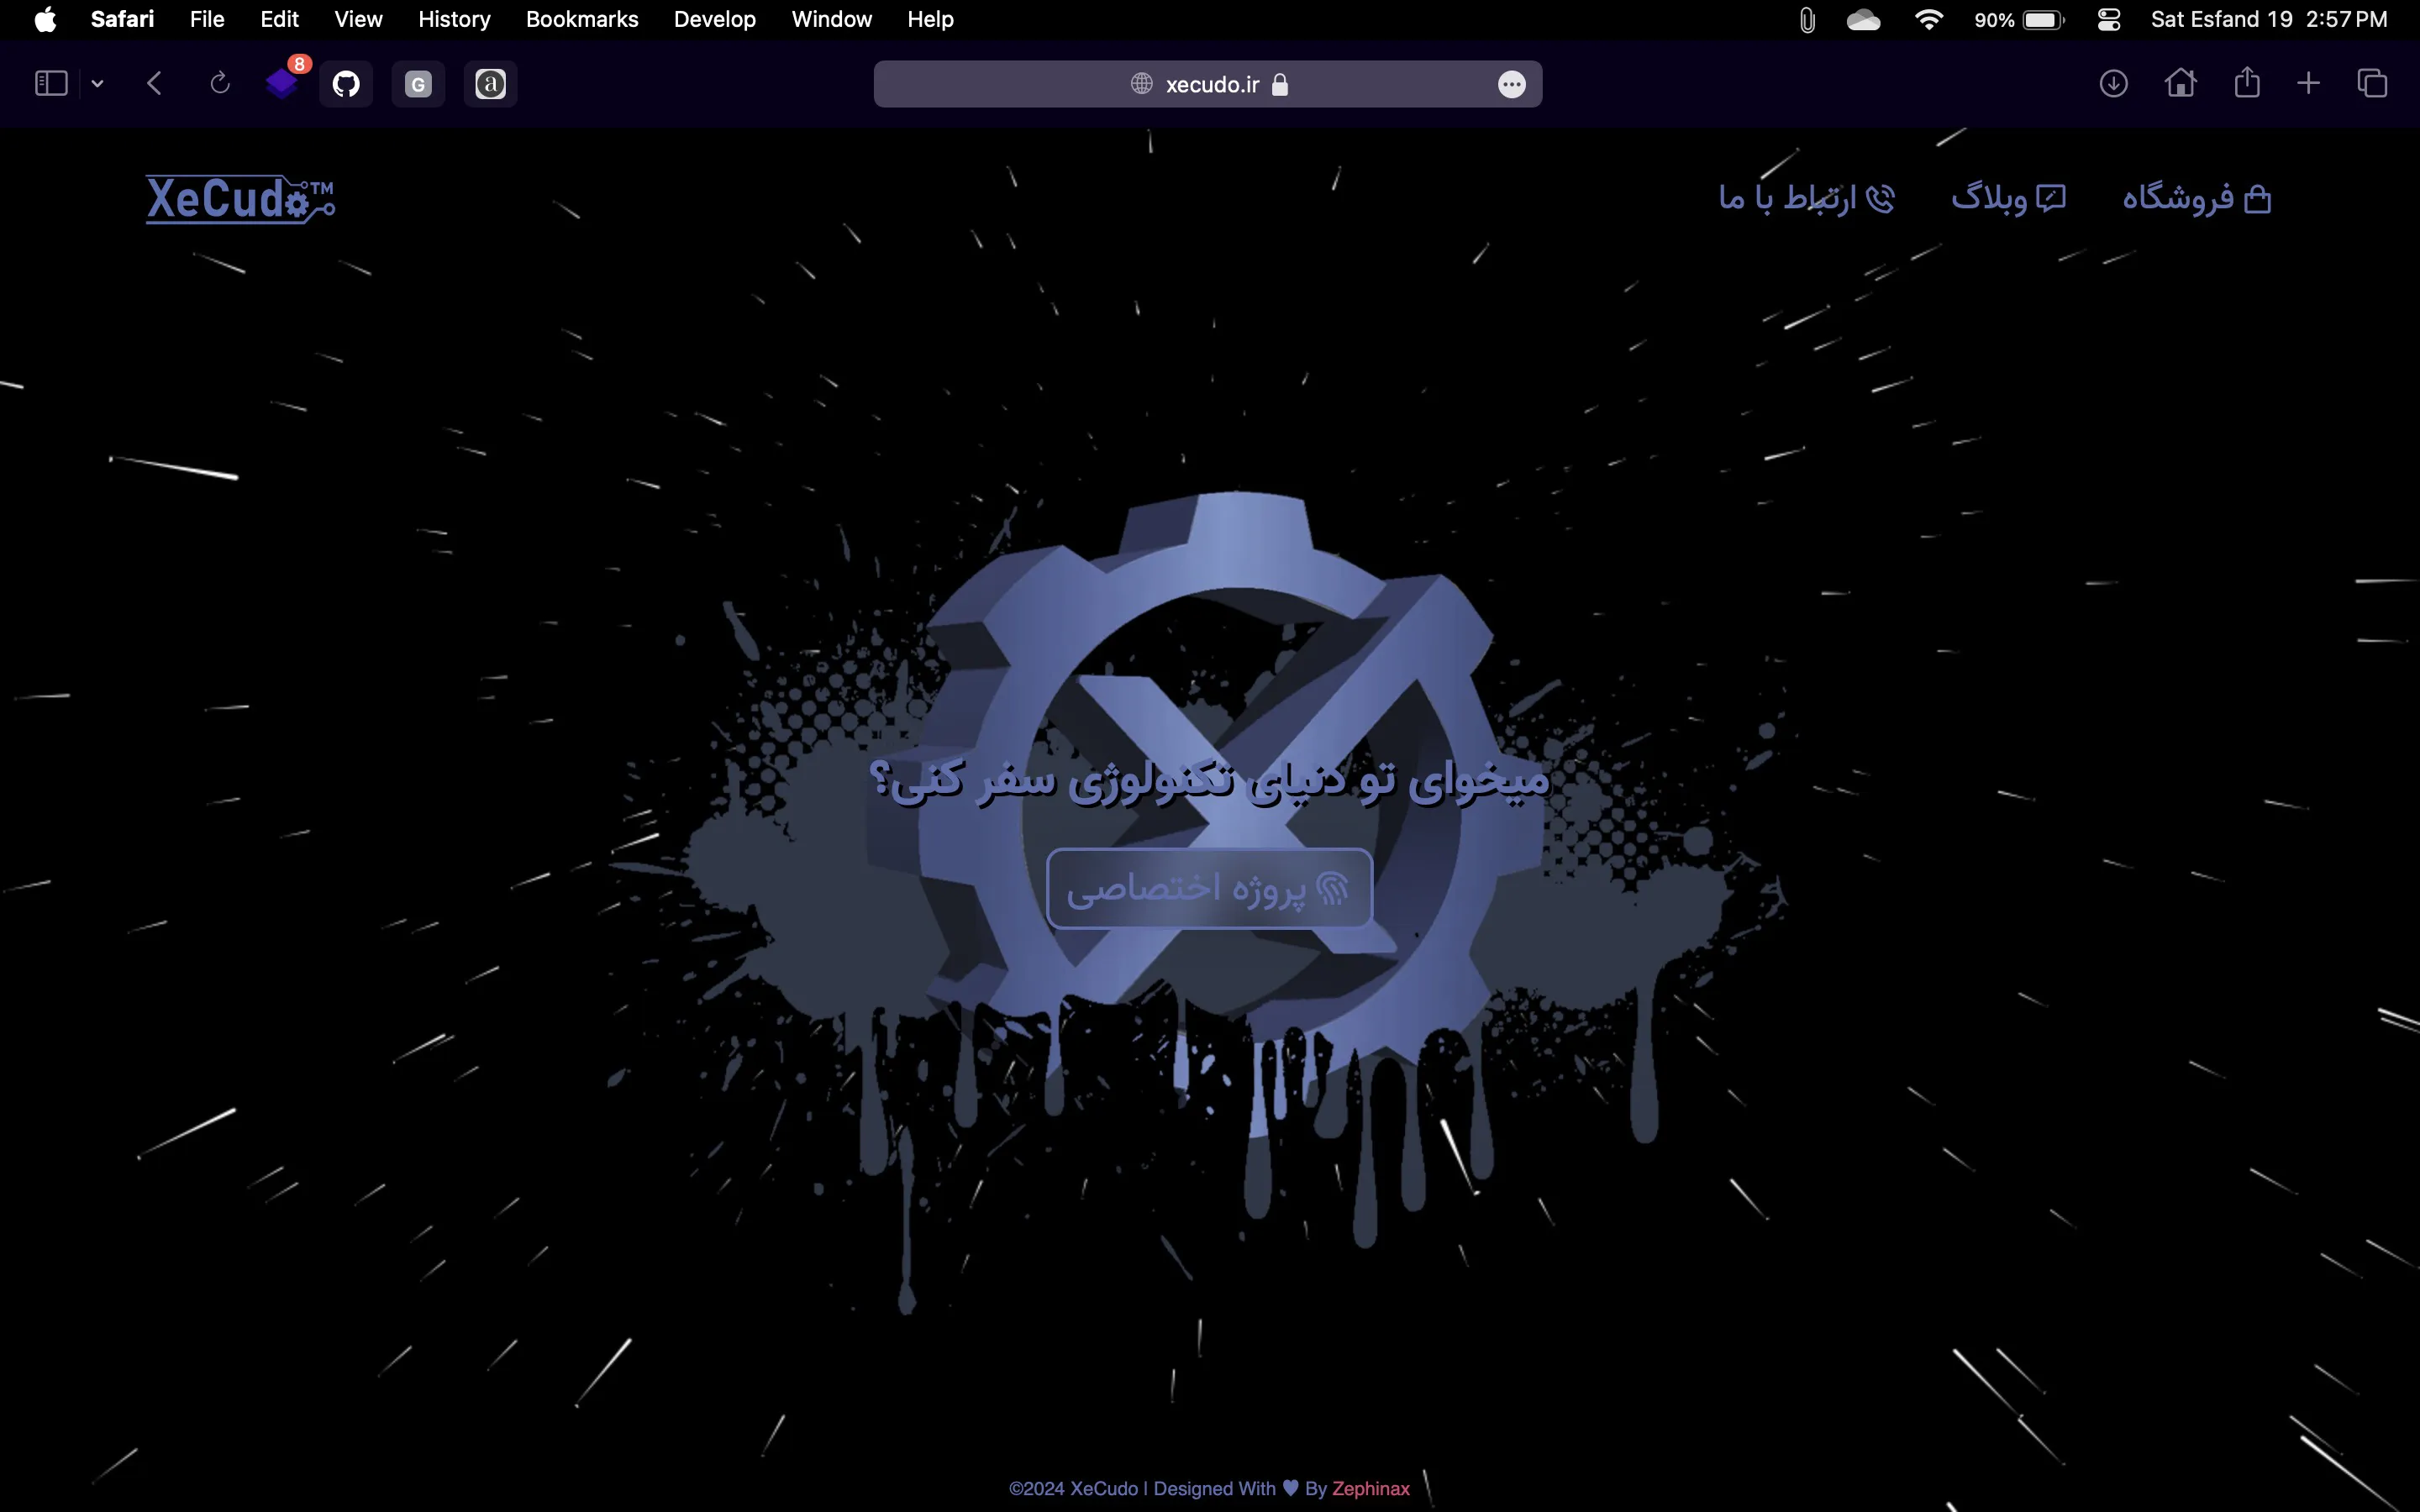 Safari File Edit View History Bookmarks Develop Window Help 90% Sat Esfand 19 2:57 PM
8 G a xecudo.ir
XeCudo™ فروشگاه وبلاگ ارتباط با ما
میخوای تو دنیای تکنولوژی سفر کنی؟
پروژه اختصاصی
©2024 XeCudo | Designed With ♥ By Zephinax